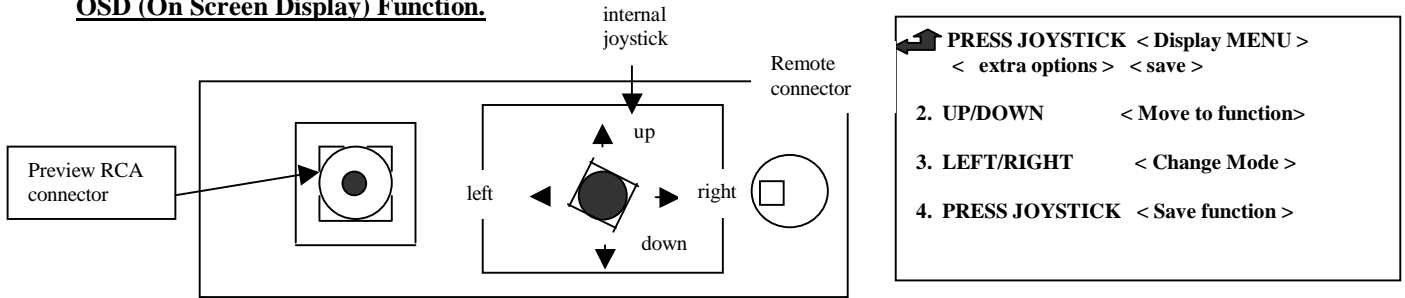 OSD (On Screen Display) Function.
internal
joystick
Remote
connector
Preview RCA
connector
up
left
right
down
PRESS JOYSTICK < Display MENU >
< extra options > < save >
2. UP/DOWN < Move to function>
3. LEFT/RIGHT < Change Mode >
4. PRESS JOYSTICK < Save function >